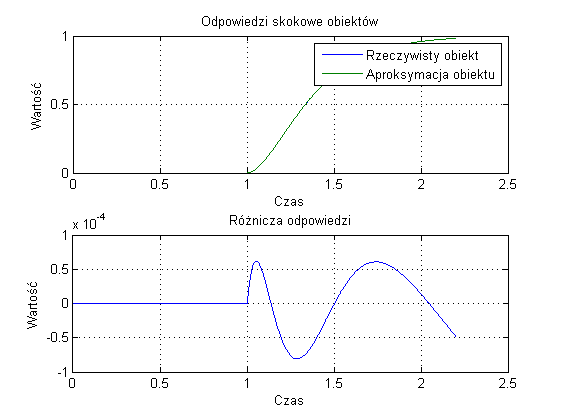 Odpowiedzi skokowe obiektów
Wartość
1
0.5
0
Rzeczywisty obiekt
Aproksymacja obiektu
0 0.5 1 1.5 2 2.5
Czas
Różnicza odpowiedzi
x 10^-4
Wartość
1
0.5
0
-0.5
-1
0 0.5 1 1.5 2 2.5
Czas